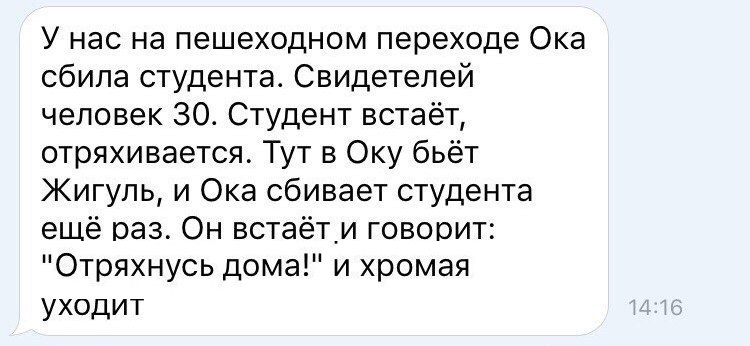 У нас на пешеходном переходе Ока
сбила студента. Свидетелей
человек 30. Студент встаёт,
отряхивается. Тут в Оку бьёт
Жигуль, и Ока сбивает студента
ещё раз. Он встаёт и говорит:
"Отряхнусь дома!" и хромая
уходит
14:16